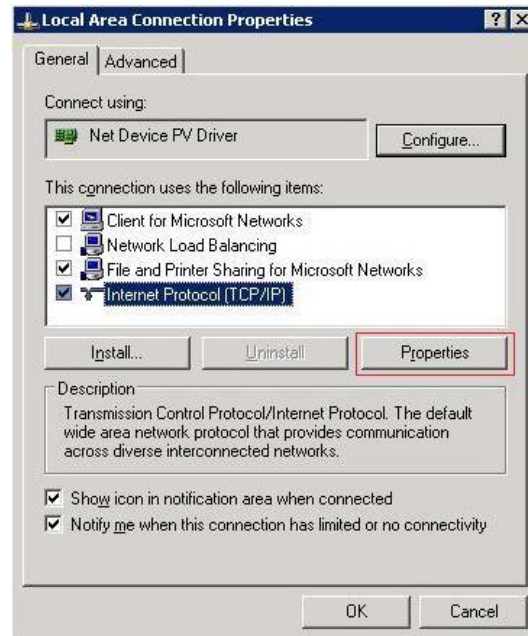 Local Area Connection Properties
General
Advanced
Connect using:
Net Device PV Driver
Configure...
This connection uses the following items:
Client for Microsoft Networks
Network Load Balancing
File and Printer Sharing for Microsoft Networks
Internet Protocol (TCP/IP)
Install...
Uninstall
Properties
Description
Transmission Control Protocol/Internet Protocol. The default
wide area network protocol that provides communication
across diverse interconnected networks.
Show icon in notification area when connected
Notify me when this connection has limited or no connectivity
OK
Cancel